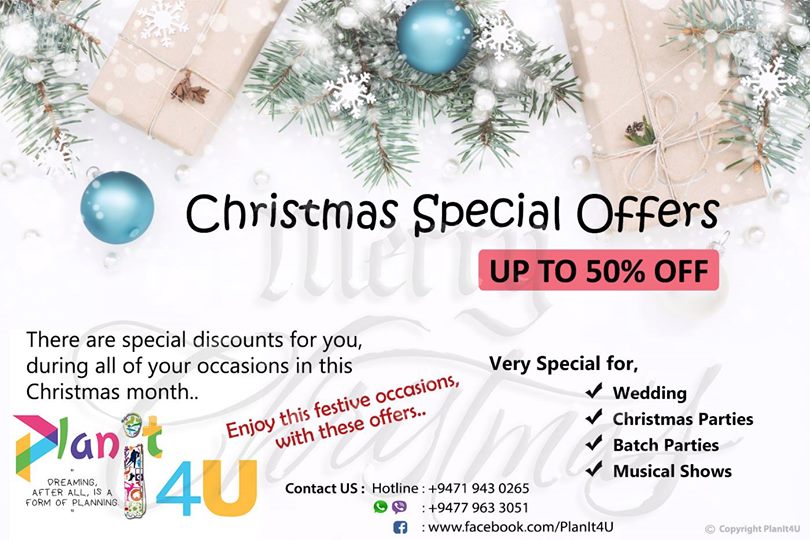 Christmas Special Offers
Merry
Christmas
UP TO 50% OFF
There are special discounts for you,
during all of your occasions in this
Christmas month..
Enjoy this festive occasions,
with these offers..
Very Special for,
Wedding
Christmas Parties
Batch Parties
Musical Shows
PlanIt
4U
"
DREAMING,
AFTER ALL, IS A
FORM OF PLANNING
"
Contact US : Hotline : +9471 943 0265
: +9477 963 3051
: www.facebook.com/PlanIt4U
© Copyright PlanIt4U